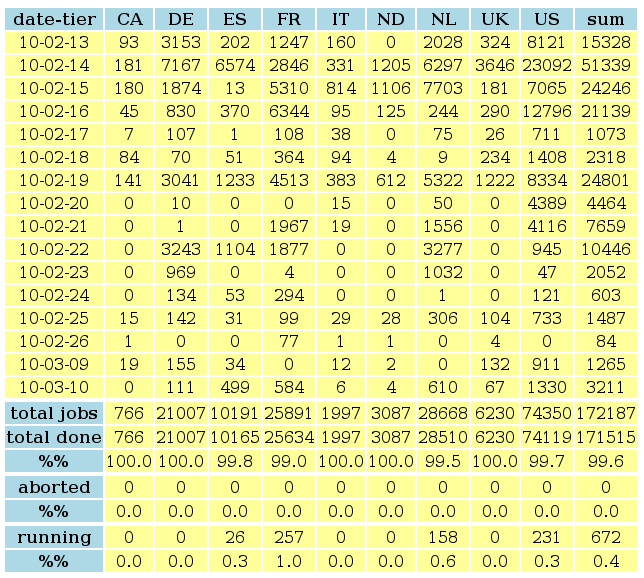 date-tier CA DE ES FR IT ND NL UK US sum
10-02-13 93 3153 202 1247 160 0 2028 324 8121 15328
10-02-14 181 7167 6574 2846 331 1205 6297 3646 23092 51339
10-02-15 180 1874 13 5310 814 1106 7703 181 7065 24246
10-02-16 45 830 370 6344 95 125 244 290 12796 21139
10-02-17 7 107 1 108 38 0 75 26 711 1073
10-02-18 84 70 51 364 94 4 9 234 1408 2318
10-02-19 141 3041 1233 4513 383 612 5322 1222 8334 24801
10-02-20 0 10 0 0 15 0 50 0 4389 4464
10-02-21 0 1 0 1967 19 0 1556 0 4116 7659
10-02-22 0 3243 1104 1877 0 0 3277 0 945 10446
10-02-23 0 969 0 4 0 0 1032 0 47 2052
10-02-24 0 134 53 294 0 0 1 0 121 603
10-02-25 15 142 31 99 29 28 306 104 733 1487
10-02-26 1 0 0 77 1 1 0 4 0 84
10-03-09 19 155 34 0 12 2 0 132 911 1265
10-03-10 0 111 499 584 6 4 610 67 1330 3211
total jobs 766 21007 10191 25891 1997 3087 28668 6230 74350 172187
total done 766 21007 10165 25634 1997 3087 28510 6230 74119 171515
%% 100.0 100.0 99.8 99.0 100.0 100.0 99.5 100.0 99.7 99.6
aborted 0 0 0 0 0 0 0 0 0 0
%% 0.0 0.0 0.0 0.0 0.0 0.0 0.0 0.0 0.0 0.0
running 0 0 26 257 0 0 158 0 231 672
%% 0.0 0.0 0.3 1.0 0.0 0.0 0.6 0.0 0.3 0.4